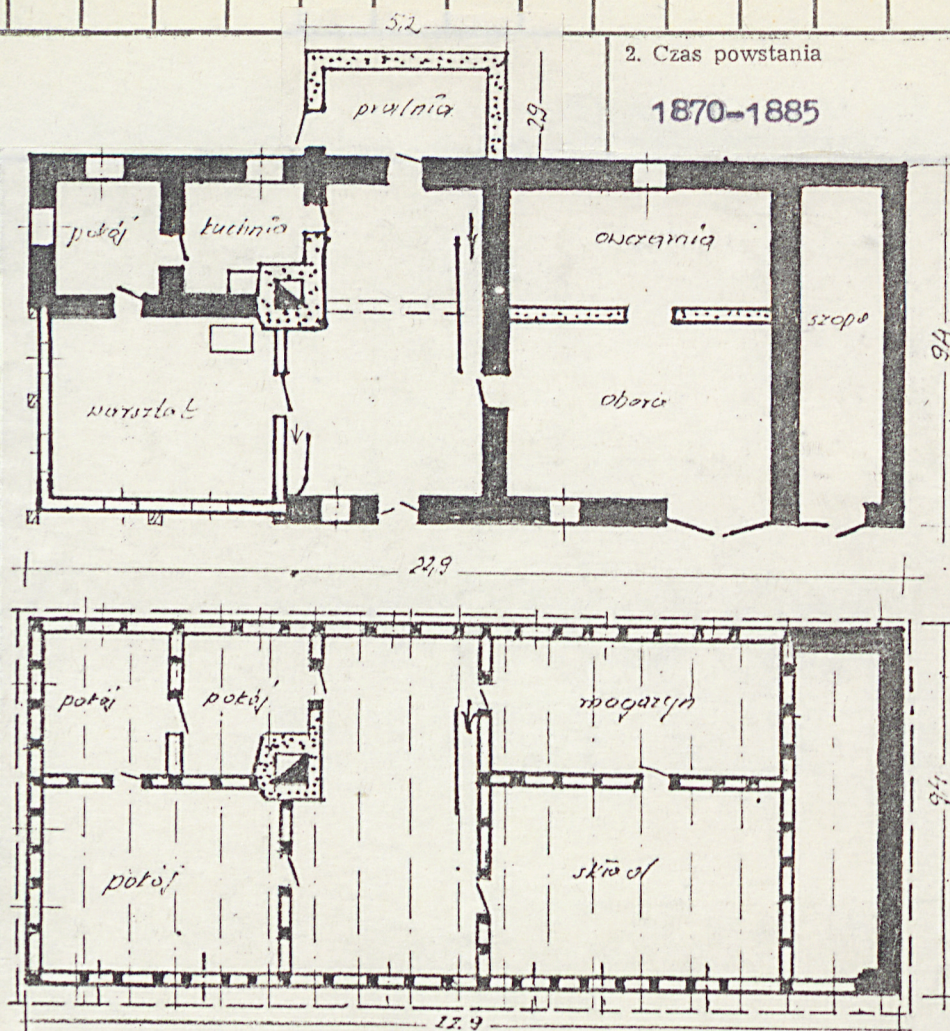 5,2
2. Czas powstania
1870-1885
pralnia
2,9
pokój
kuchnia
owczarnia
szopa
9,4
warsztat
obora
22,9
pokój
pokój
magazyn
9,4
pokój
skład
22.9